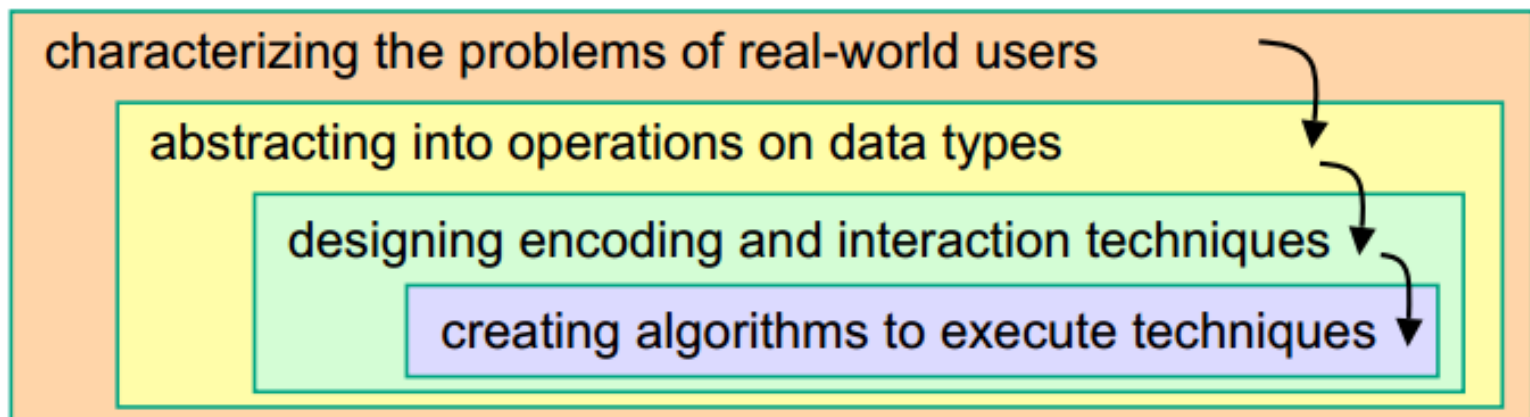 characterizing the problems of real-world users
abstracting into operations on data types
designing encoding and interaction techniques
creating algorithms to execute techniques